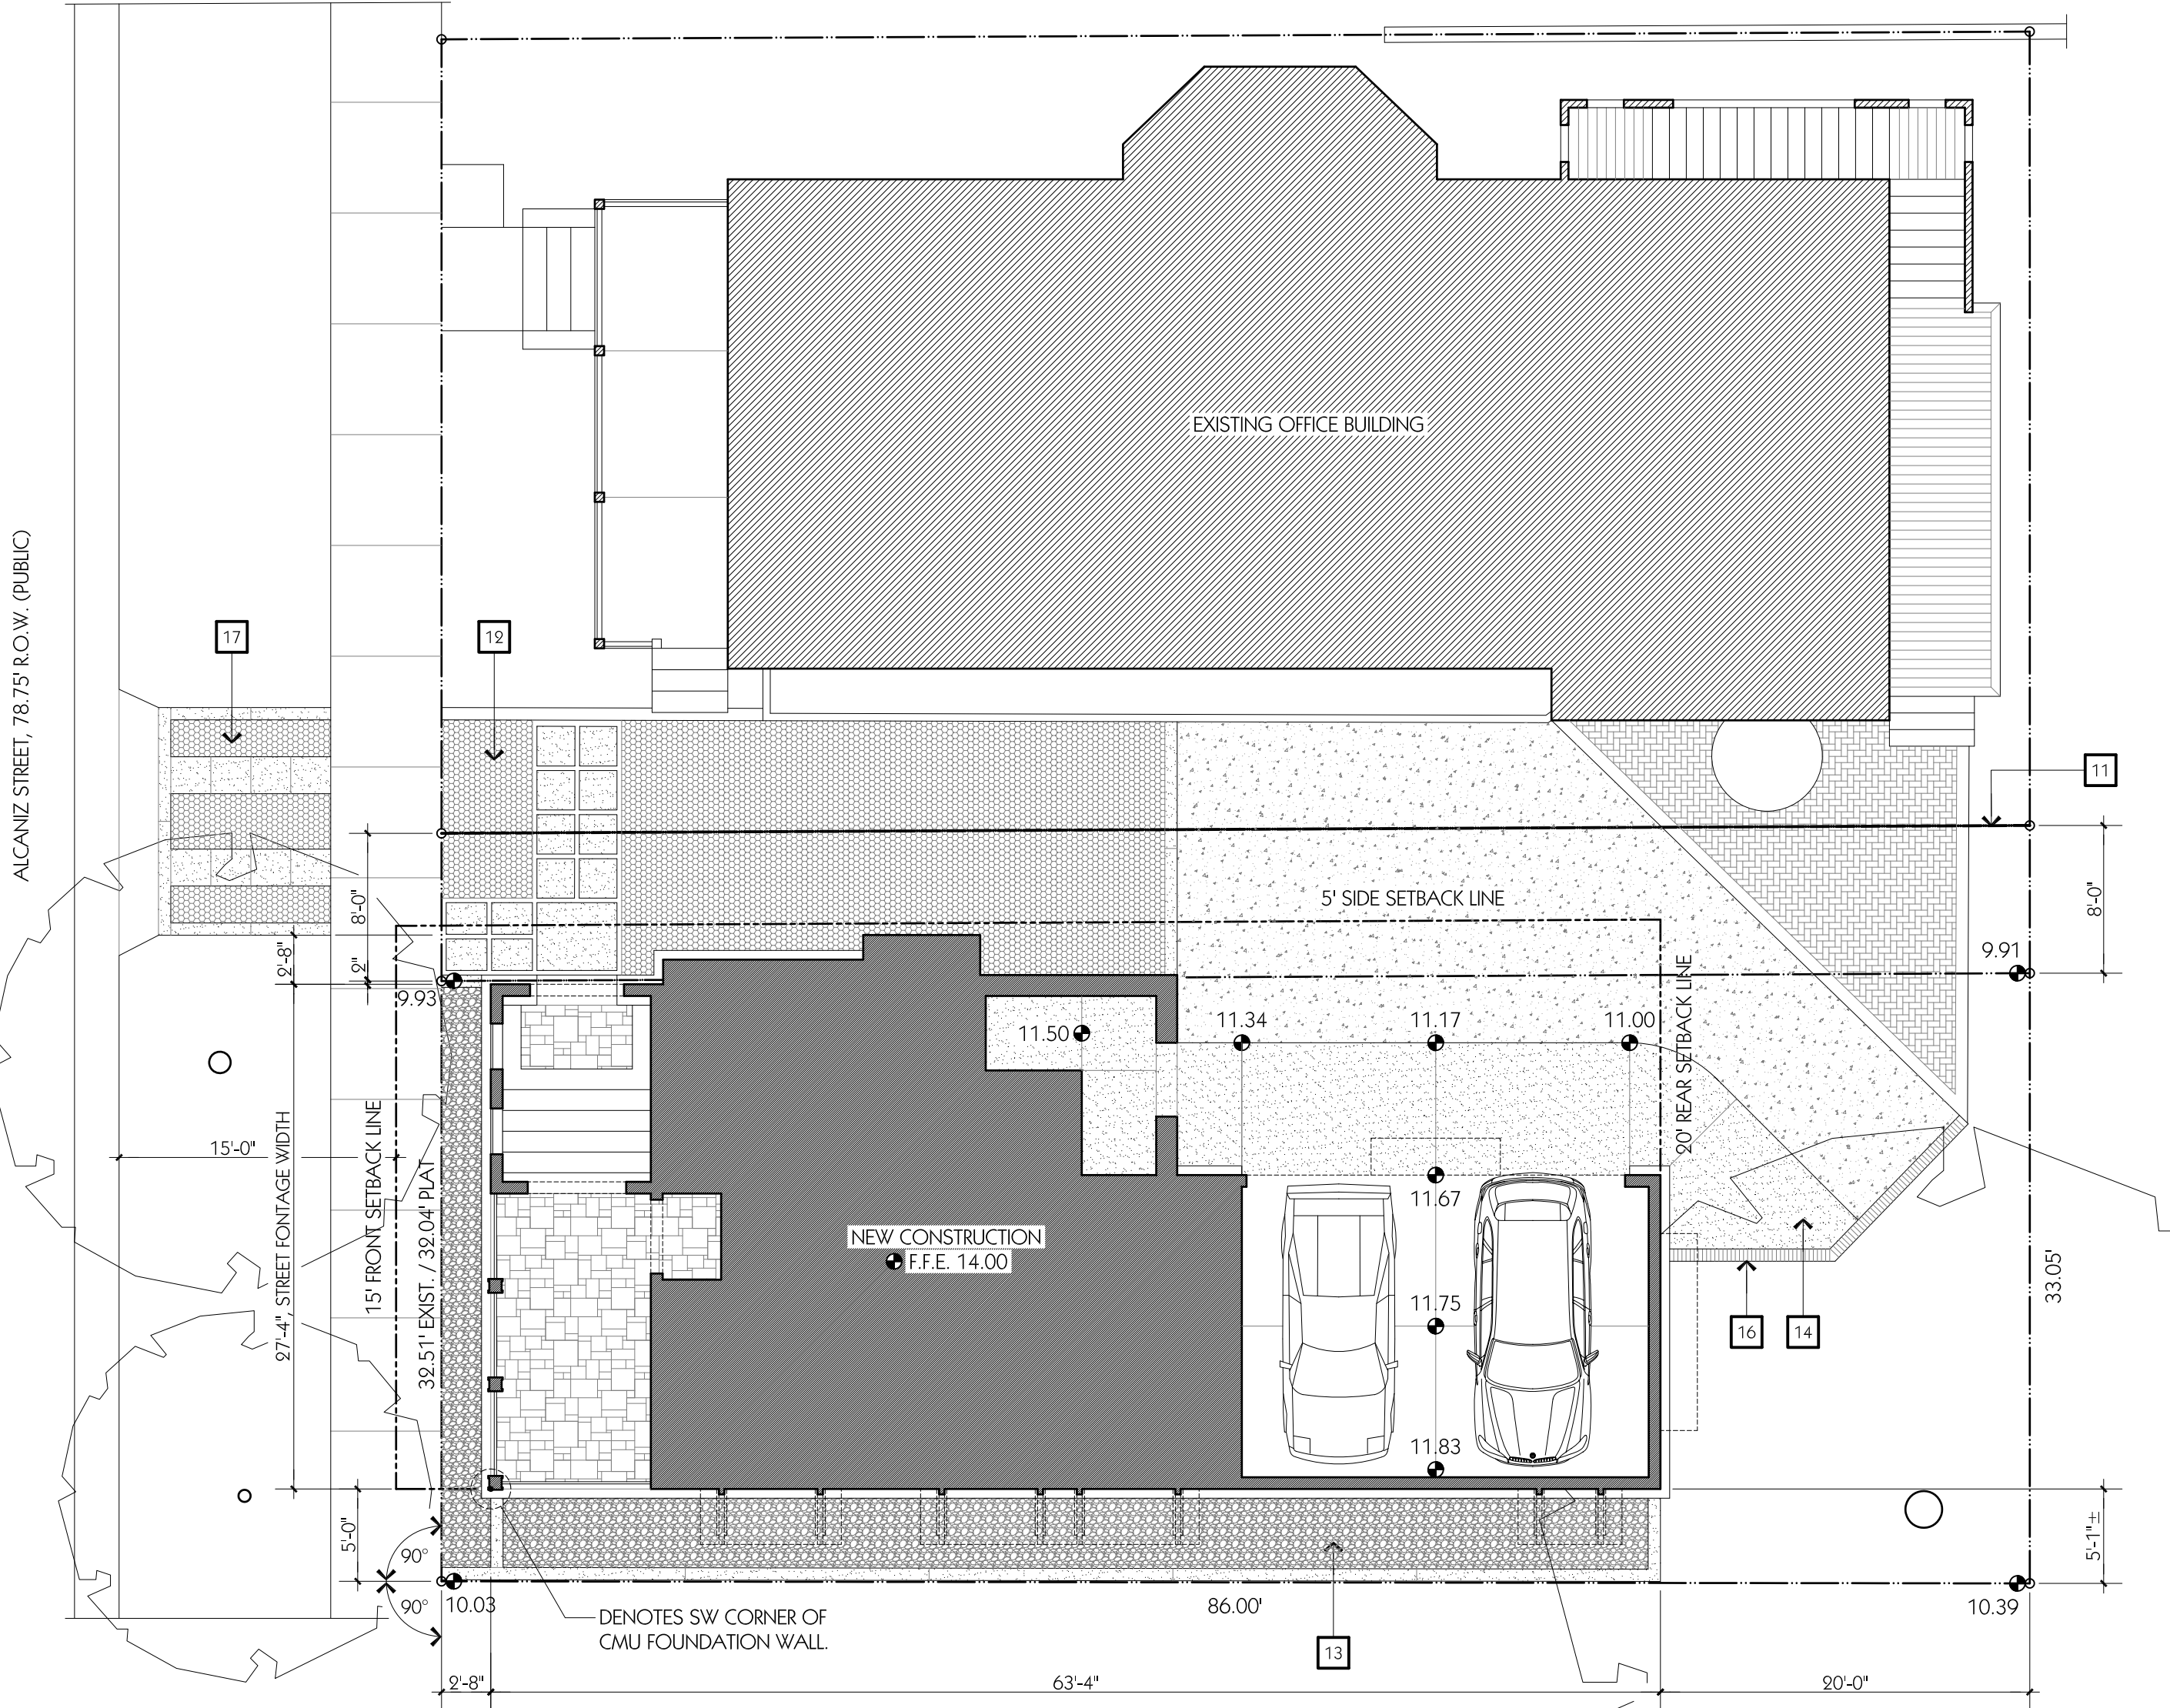 EXISTING OFFICE BUILDING
ALCANIZ STREET, 78.75' R.O.W. (PUBLIC)
17
12
11
8'-0"
8'-0"
5' SIDE SETBACK LINE
2'-8"
2"
9.93
9.91
20' REAR SETBACK LINE
11.50
11.34
11.17
11.00
15'-0"
27'-4", STREET FONTAGE WIDTH
15' FRONT SETBACK LINE
32.51' EXIST. / 32.04' PLAT
11.67
NEW CONSTRUCTION
F.F.E. 14.00
11.75
33.05'
16
14
11.83
5'-0"
90°
90°
5'-1"±
10.03
DENOTES SW CORNER OF
CMU FOUNDATION WALL.
86.00'
10.39
13
2'-8"
63'-4"
20'-0"